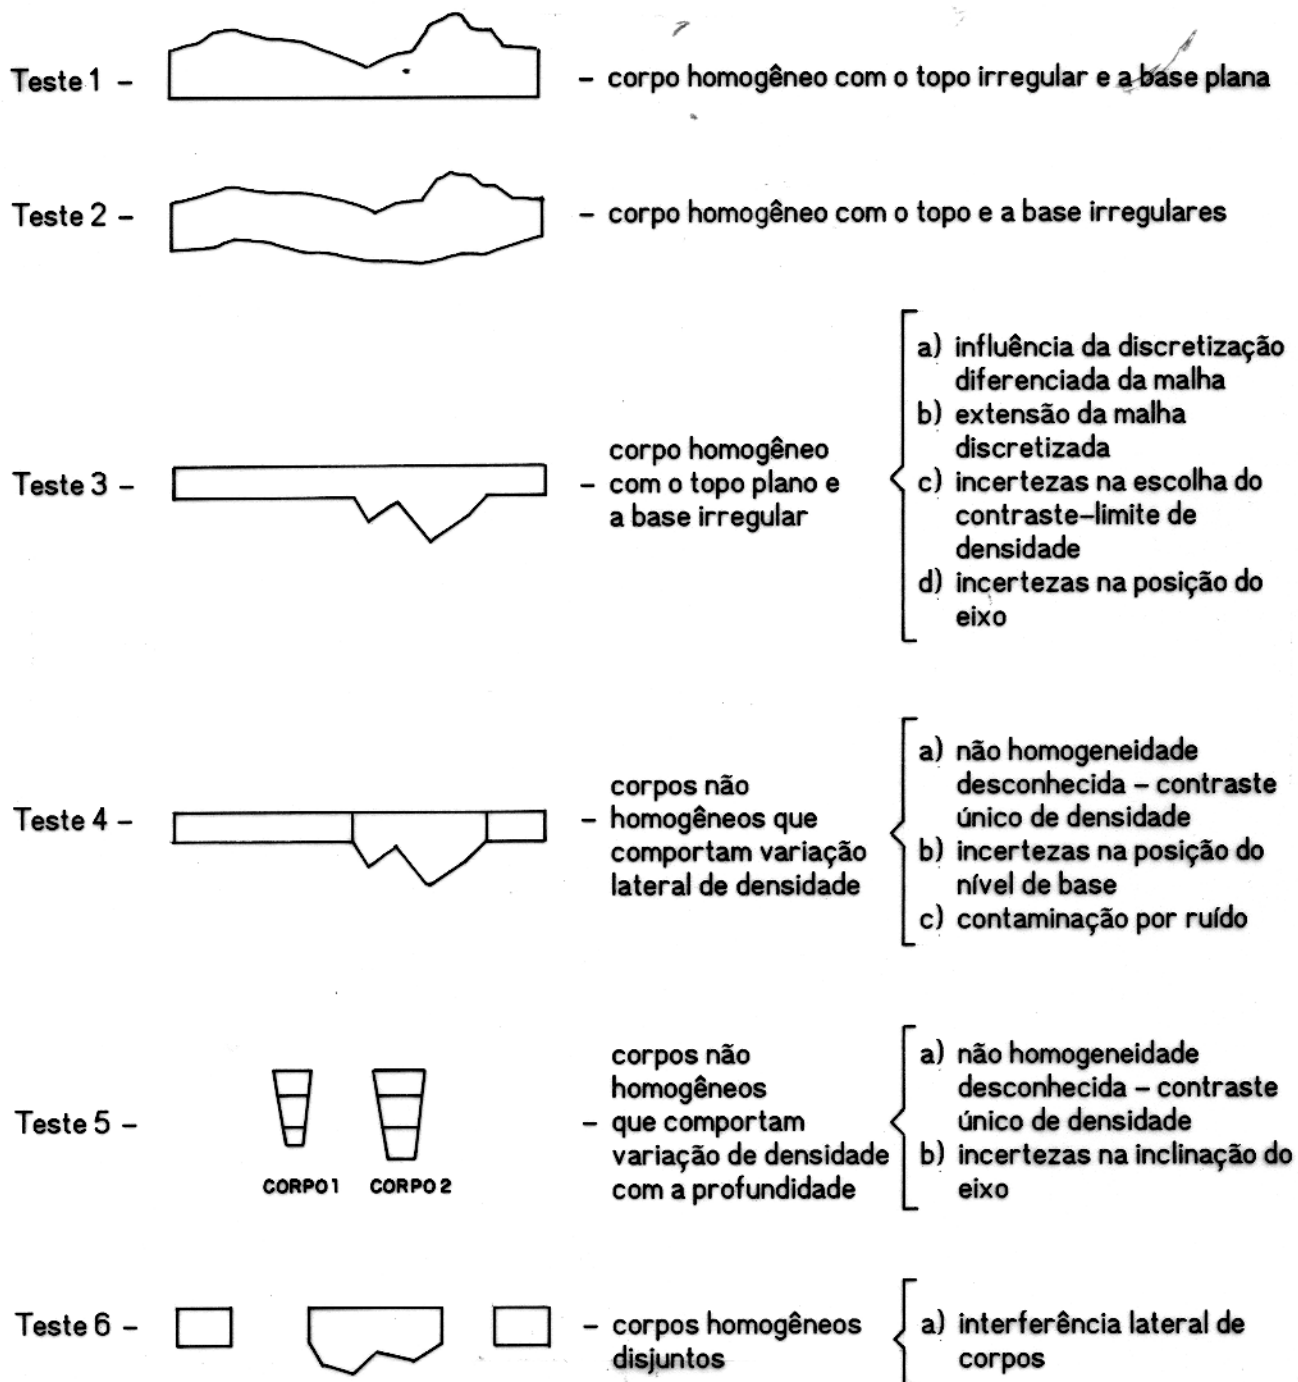 Teste 1 –
– corpo homogêneo com o topo irregular e a base plana
Teste 2 –
– corpo homogêneo com o topo e a base irregulares
Teste 3 –
corpo homogêneo
– com o topo plano e
a base irregular
a) influência da discretização
diferenciada da malha
b) extensão da malha
discretizada
c) incertezas na escolha do
contraste–limite de
densidade
d) incertezas na posição do
eixo
Teste 4 –
corpos não
– homogêneos que
comportam variação
lateral de densidade
a) não homogeneidade
desconhecida – contraste
único de densidade
b) incertezas na posição do
nível de base
c) contaminação por ruído
Teste 5 –
CORPO 1 CORPO 2
corpos não
homogêneos
– que comportam
variação de densidade
com a profundidade
a) não homogeneidade
desconhecida – contraste
único de densidade
b) incertezas na inclinação do
eixo
Teste 6 –
– corpos homogêneos
disjuntos
a) interferência lateral de
corpos